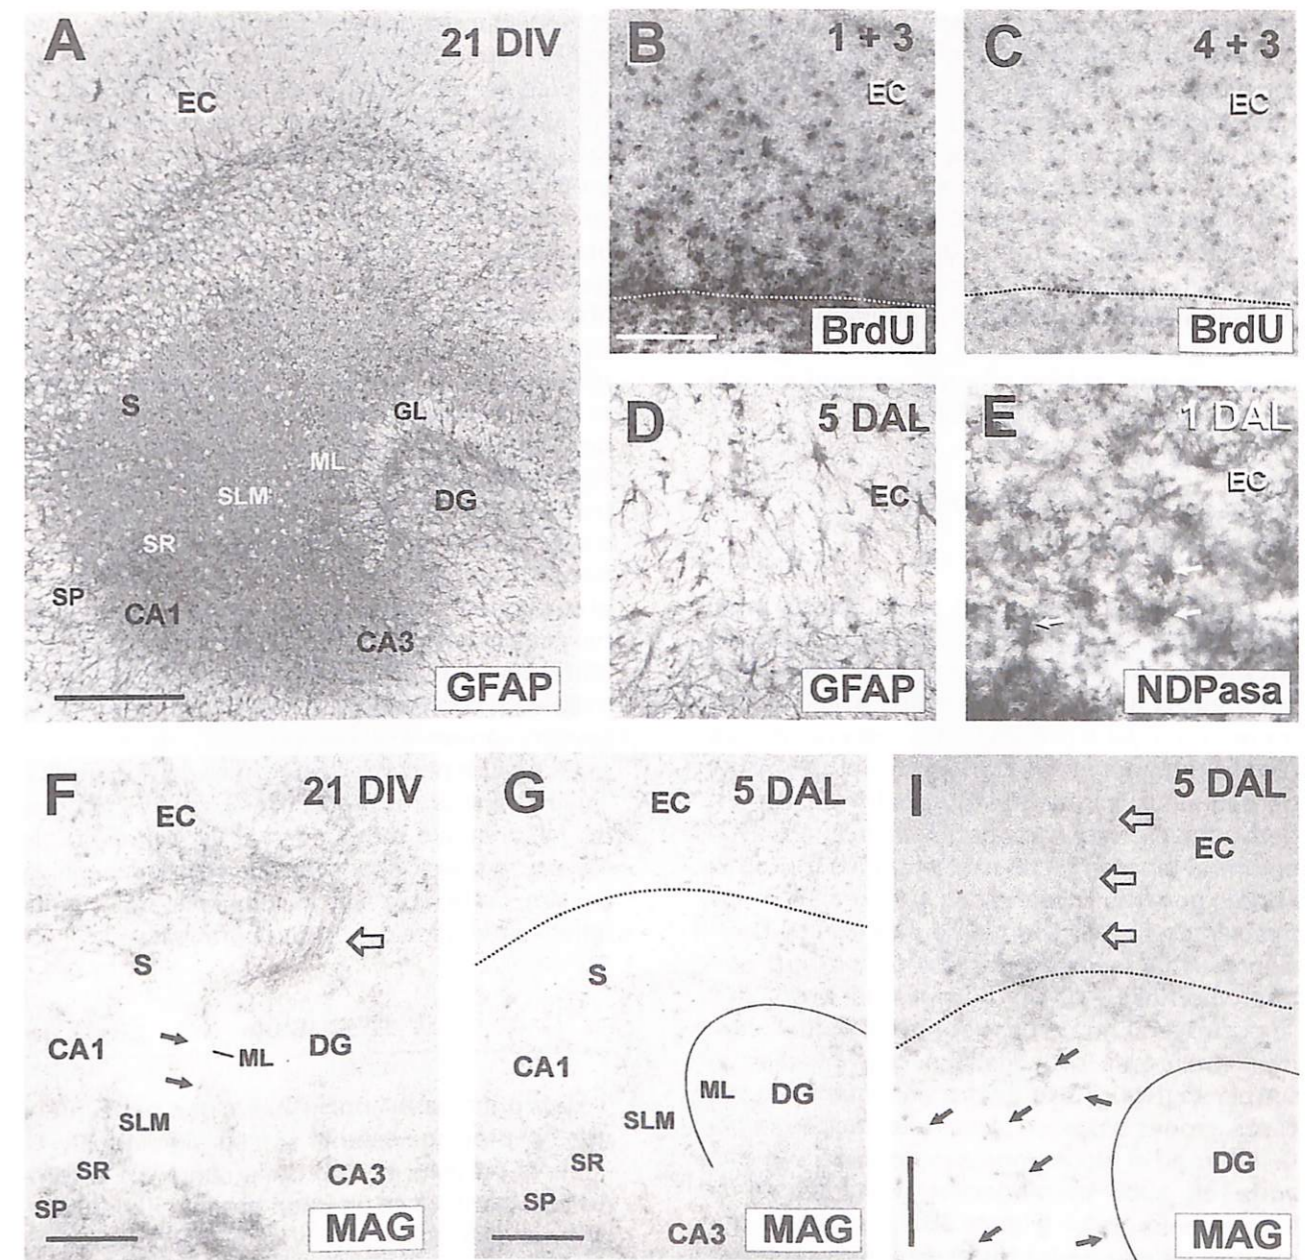 A 21 DIV
EC
S
GL
ML
SLM
DG
SR
SP
CA1
CA3
GFAP
B 1 + 3
EC
BrdU
C 4 + 3
EC
BrdU
D 5 DAL
EC
GFAP
E 1 DAL
EC
NDPasa
F 21 DIV
EC
S
CA1
ML
DG
SLM
SR
CA3
SP
MAG
G 5 DAL
EC
S
CA1
ML
DG
SLM
SR
SP
CA3
MAG
I 5 DAL
EC
DG
MAG